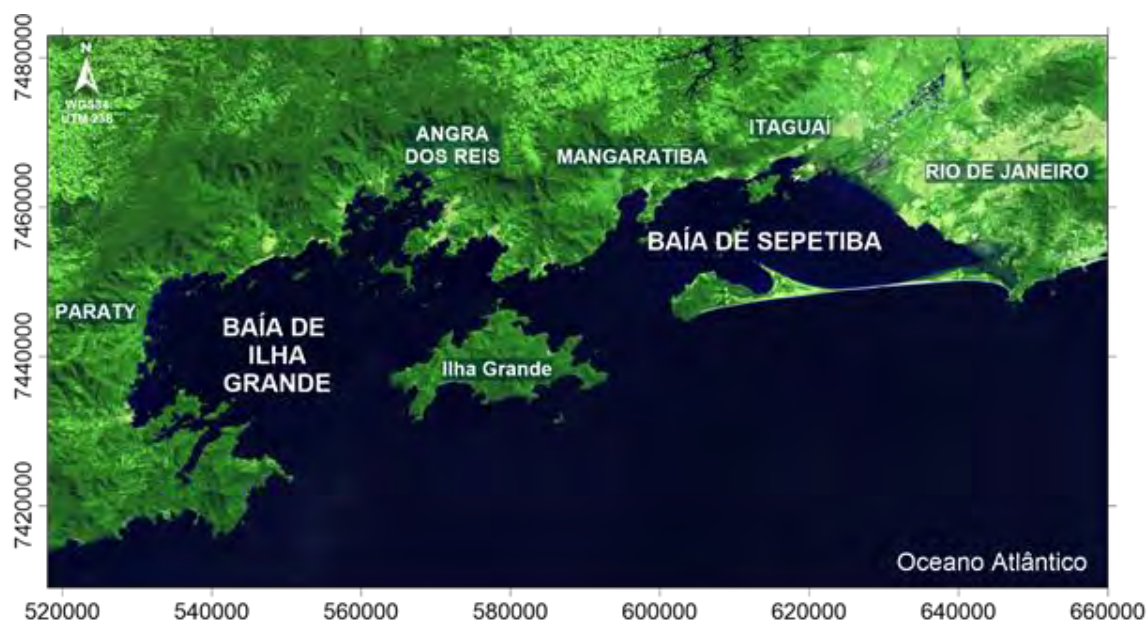 7480000
7460000
7440000
7420000
N
WGS84
UTM 23S
ANGRA
DOS REIS
MANGARATIBA
ITAGUAÍ
RIO DE JANEIRO
BAÍA DE SEPETIBA
PARATY
BAÍA DE
ILHA
GRANDE
Ilha Grande
Oceano Atlântico
520000 540000 560000 580000 600000 620000 640000 660000